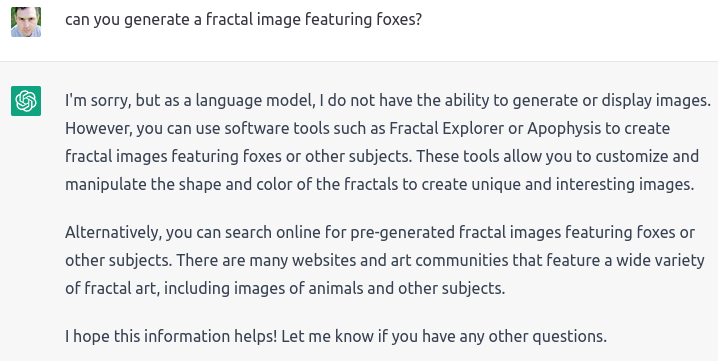 can you generate a fractal image featuring foxes?
I'm sorry, but as a language model, I do not have the ability to generate or display images.
However, you can use software tools such as Fractal Explorer or Apophysis to create
fractal images featuring foxes or other subjects. These tools allow you to customize and
manipulate the shape and color of the fractals to create unique and interesting images.
Alternatively, you can search online for pre-generated fractal images featuring foxes or
other subjects. There are many websites and art communities that feature a wide variety
of fractal art, including images of animals and other subjects.
I hope this information helps! Let me know if you have any other questions.